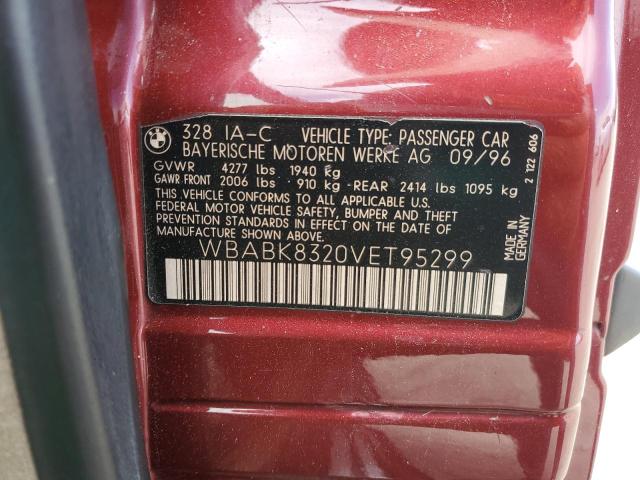 BMW
328 IA-C VEHICLE TYPE: PASSENGER CAR
BAYERISCHE MOTOREN WERKE AG 09/96
GVWR 4277 lbs 1940 kg
GAWR FRONT 2006 lbs - 910 kg - REAR 2414 lbs 1095 kg
THIS VEHICLE CONFORMS TO ALL APPLICABLE U.S.
FEDERAL MOTOR VEHICLE SAFETY, BUMPER AND THEFT
PREVENTION STANDARDS IN EFFECT ON THE DATE OF
MANUFACTURE SHOWN ABOVE.
WBABK8320VET95299
MADE IN
GERMANY
2 122 606